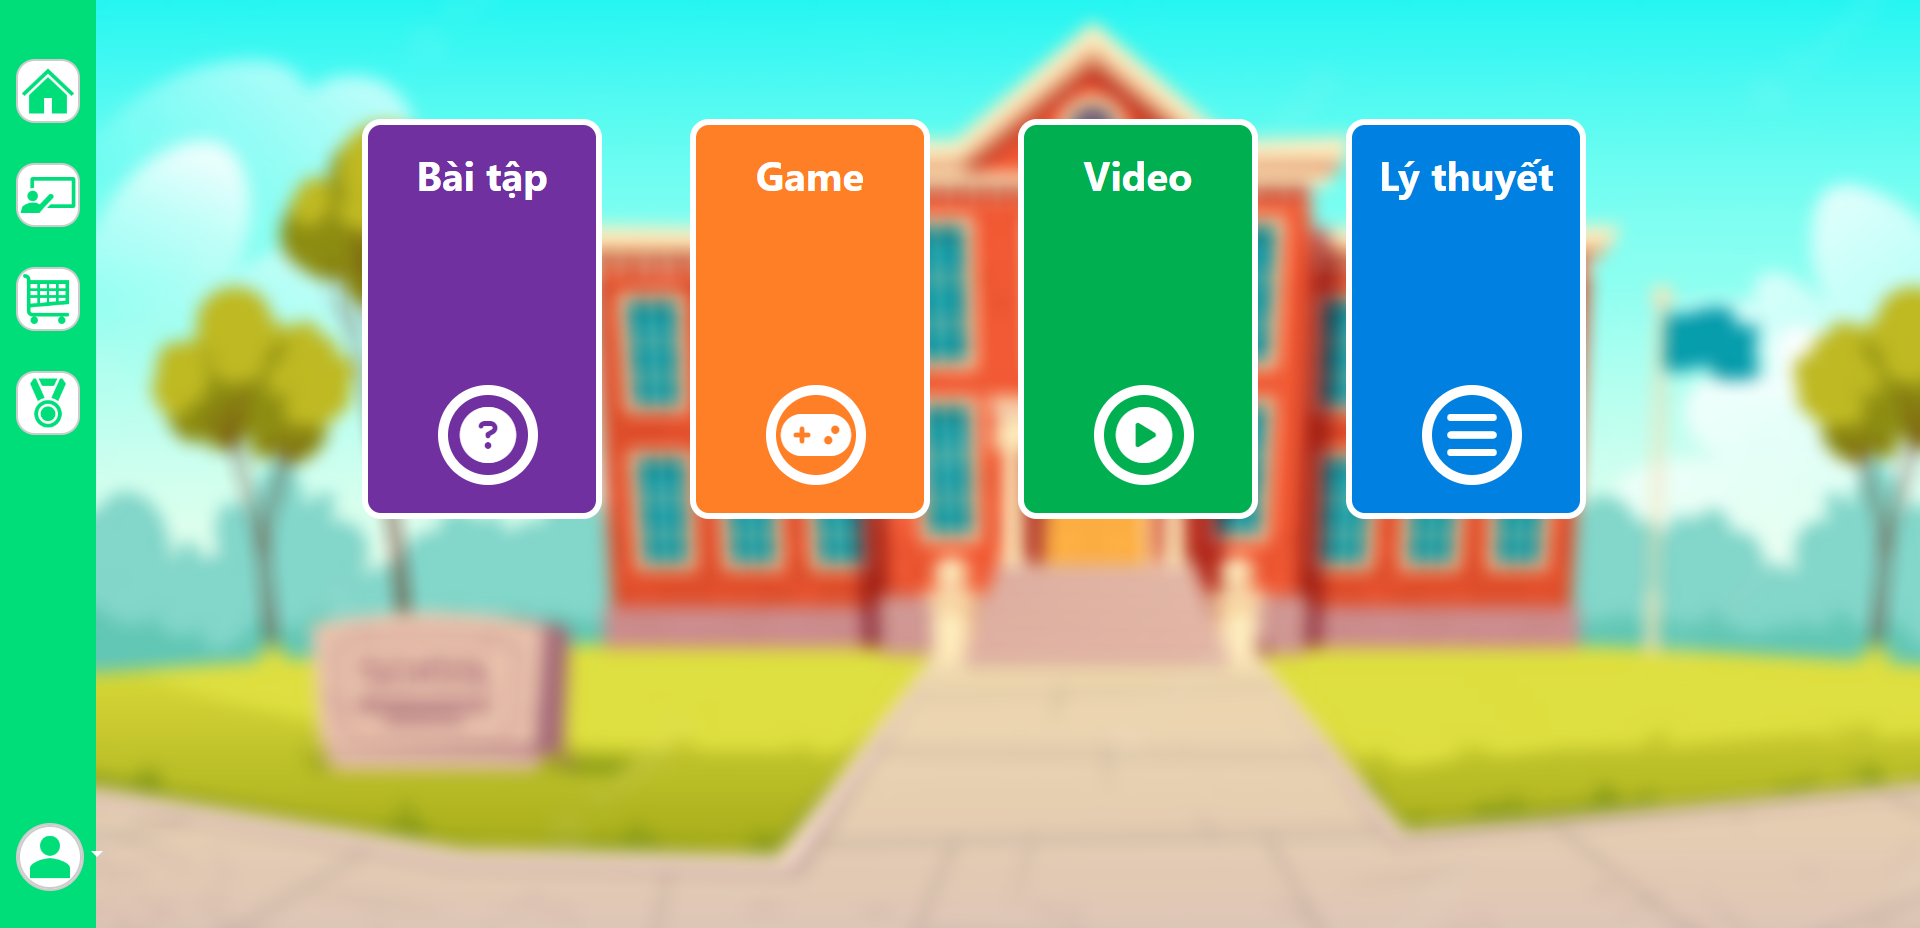 Bài tập
Game
Video
Lý thuyết
?